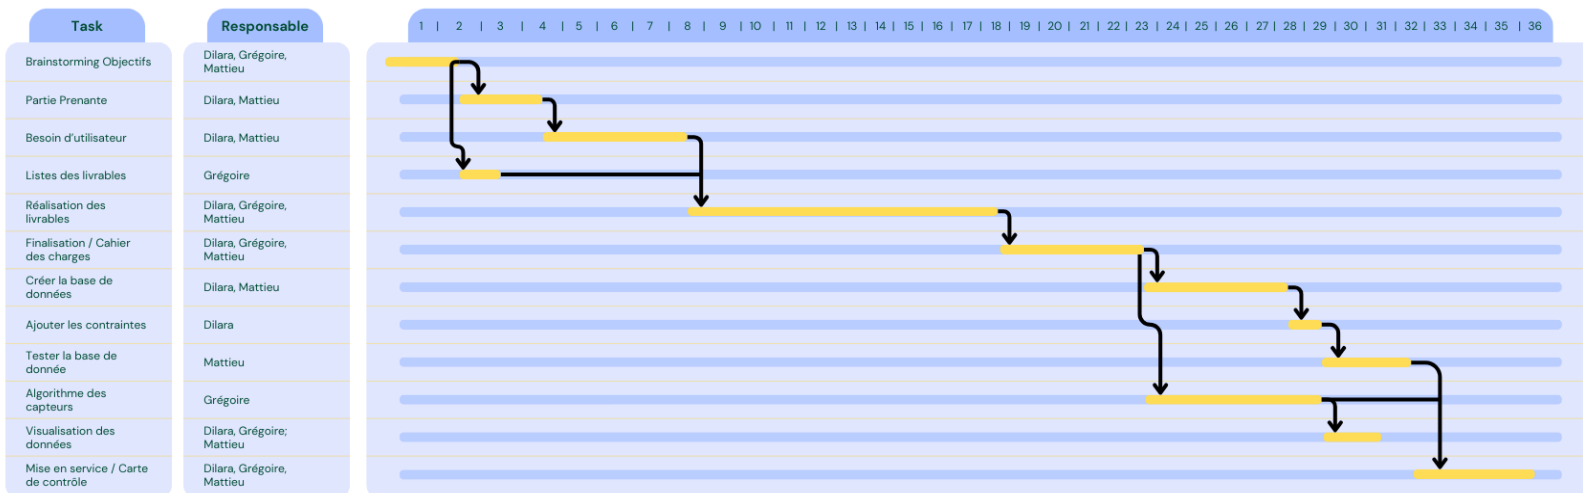 Task
Responsable
1 | 2 | 3 | 4 | 5 | 6 | 7 | 8 | 9 | 10 | 11 | 12 | 13 | 14 | 15 | 16 | 17 | 18 | 19 | 20 | 21 | 22 | 23 | 24 | 25 | 26 | 27 | 28 | 29 | 30 | 31 | 32 | 33 | 34 | 35 | 36
Brainstorming Objectifs
Dilara, Grégoire,
Mattieu
Partie Prenante
Dilara, Mattieu
Besoin d'utilisateur
Dilara, Mattieu
Listes des livrables
Grégoire
Réalisation des
livrables
Dilara, Grégoire,
Mattieu
Finalisation / Cahier
des charges
Dilara, Grégoire,
Mattieu
Créer la base de
données
Dilara, Mattieu
Ajouter les contraintes
Dilara
Tester la base de
donnée
Mattieu
Algorithme des
capteurs
Grégoire
Visualisation des
données
Dilara, Grégoire;
Mattieu
Mise en service / Carte
de contrôle
Dilara, Grégoire,
Mattieu